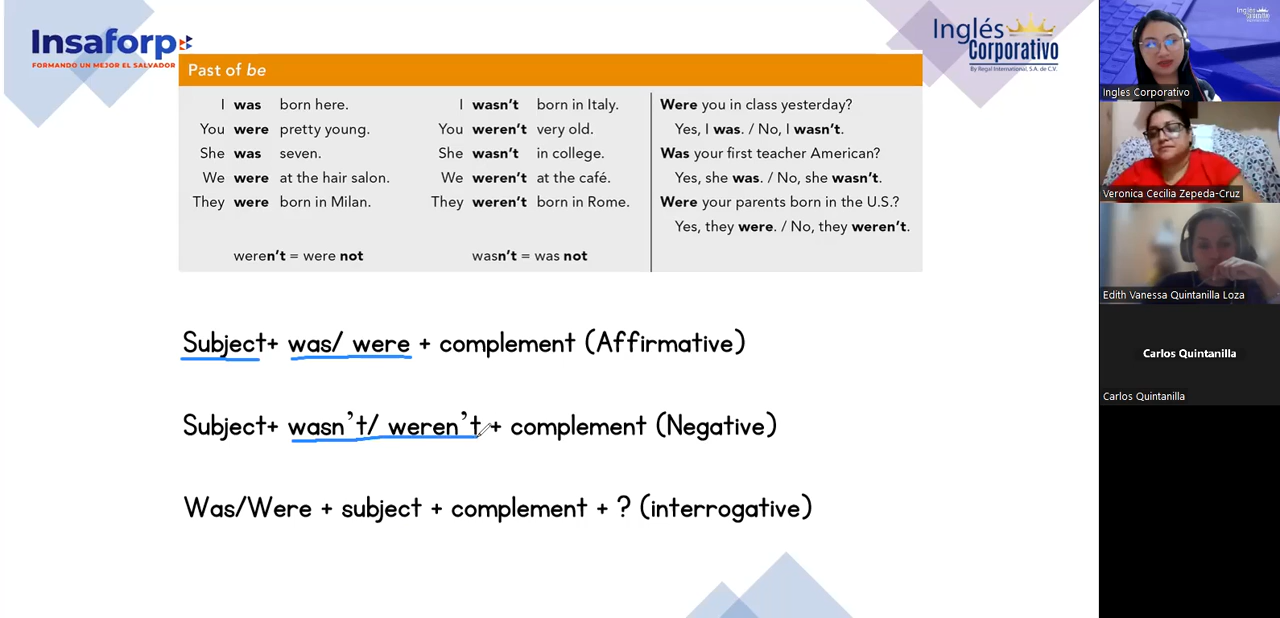 Insaforp
FORMANDO UN MEJOR EL SALVADOR
Inglés
Corporativo
By Regal International, S.A. de C.V.
Past of be
I was born here.
You were pretty young.
She was seven.
We were at the hair salon.
They were born in Milan.
weren't = were not
I wasn't born in Italy.
You weren't very old.
She wasn't in college.
We weren't at the café.
They weren't born in Rome.
wasn't = was not
Were you in class yesterday?
Yes, I was. / No, I wasn't.
Was your first teacher American?
Yes, she was. / No, she wasn't.
Were your parents born in the U.S.?
Yes, they were. / No, they weren't.
Subject+ was/ were + complement (Affirmative)
Subject+ wasn't/ weren't + complement (Negative)
Was/Were + subject + complement + ? (interrogative)
Inglés
Ingles Corporativo
Veronica Cecilia Zepeda-Cruz
Edith Vanessa Quintanilla Loza
Carlos Quintanilla
Carlos Quintanilla